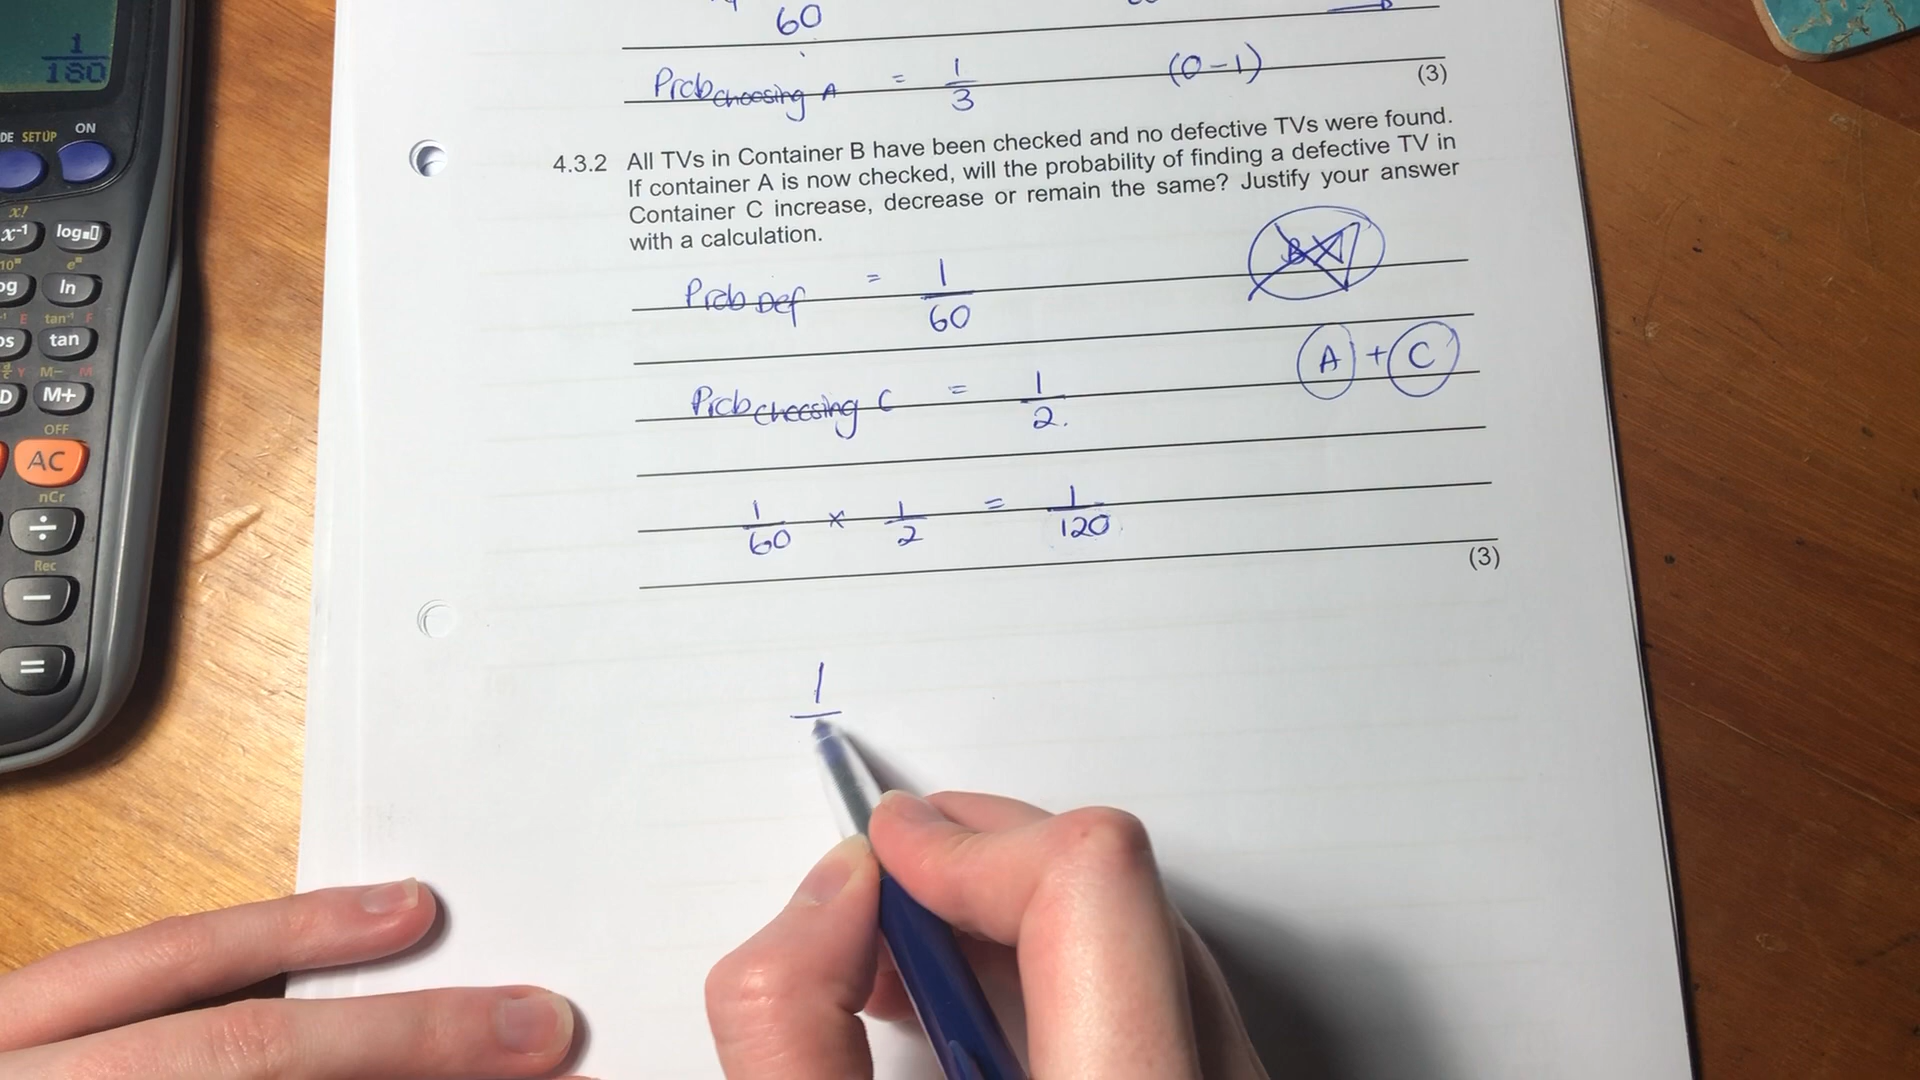 60
Prob choosing A = 1/3 (0-1)
(3)
4.3.2 All TVs in Container B have been checked and no defective TVs were found.
If container A is now checked, will the probability of finding a defective TV in
Container C increase, decrease or remain the same? Justify your answer
with a calculation.
Prob Def = 1/60
A + C
Prob choosing C = 1/2.
1/60 × 1/2 = 1/120
(3)
1
1/180
SETUP ON
x!
x⁻¹ log
10ⁿ eⁿ
ln
tan⁻¹ F
tan
M− M
M+
OFF
AC
nCr
÷
Rec
−
=